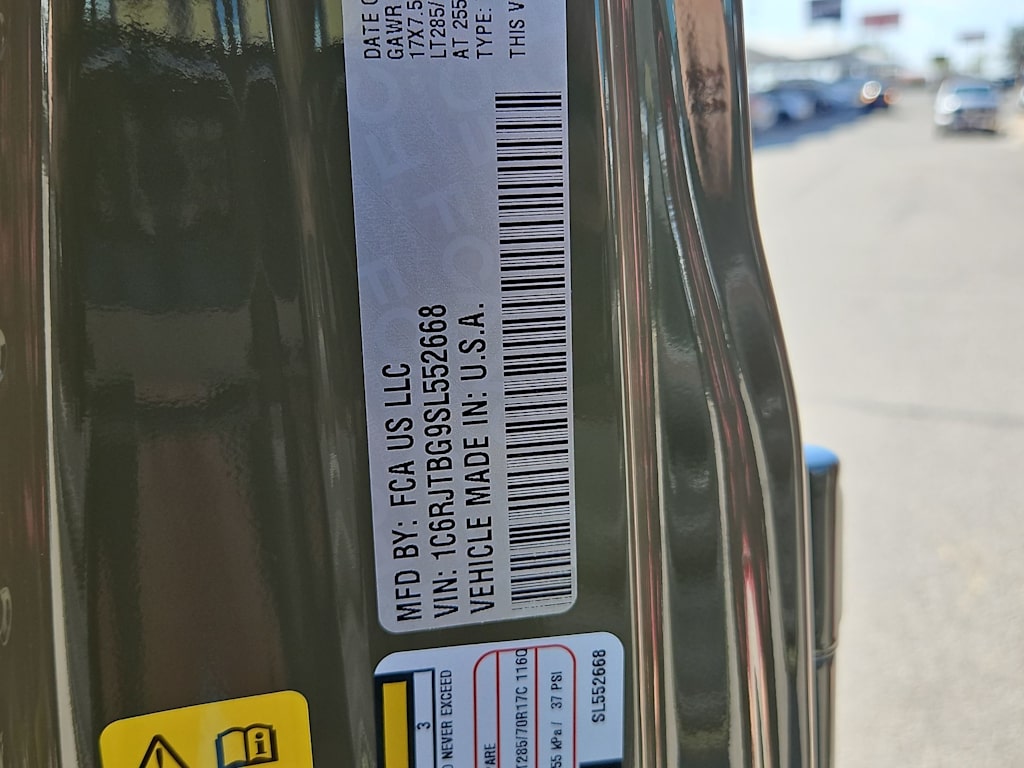 MFD BY: FCA US LLC
VIN: 1C6RJTBG9SL552668
VEHICLE MADE IN: U.S.A.
DATE O
GAWR
17X7.5
LT285/
AT 255
TYPE:
THIS V
3
NEVER EXCEED
ARE
T285/70R17C 116Q
55 kPa / 37 PSI
SL552668